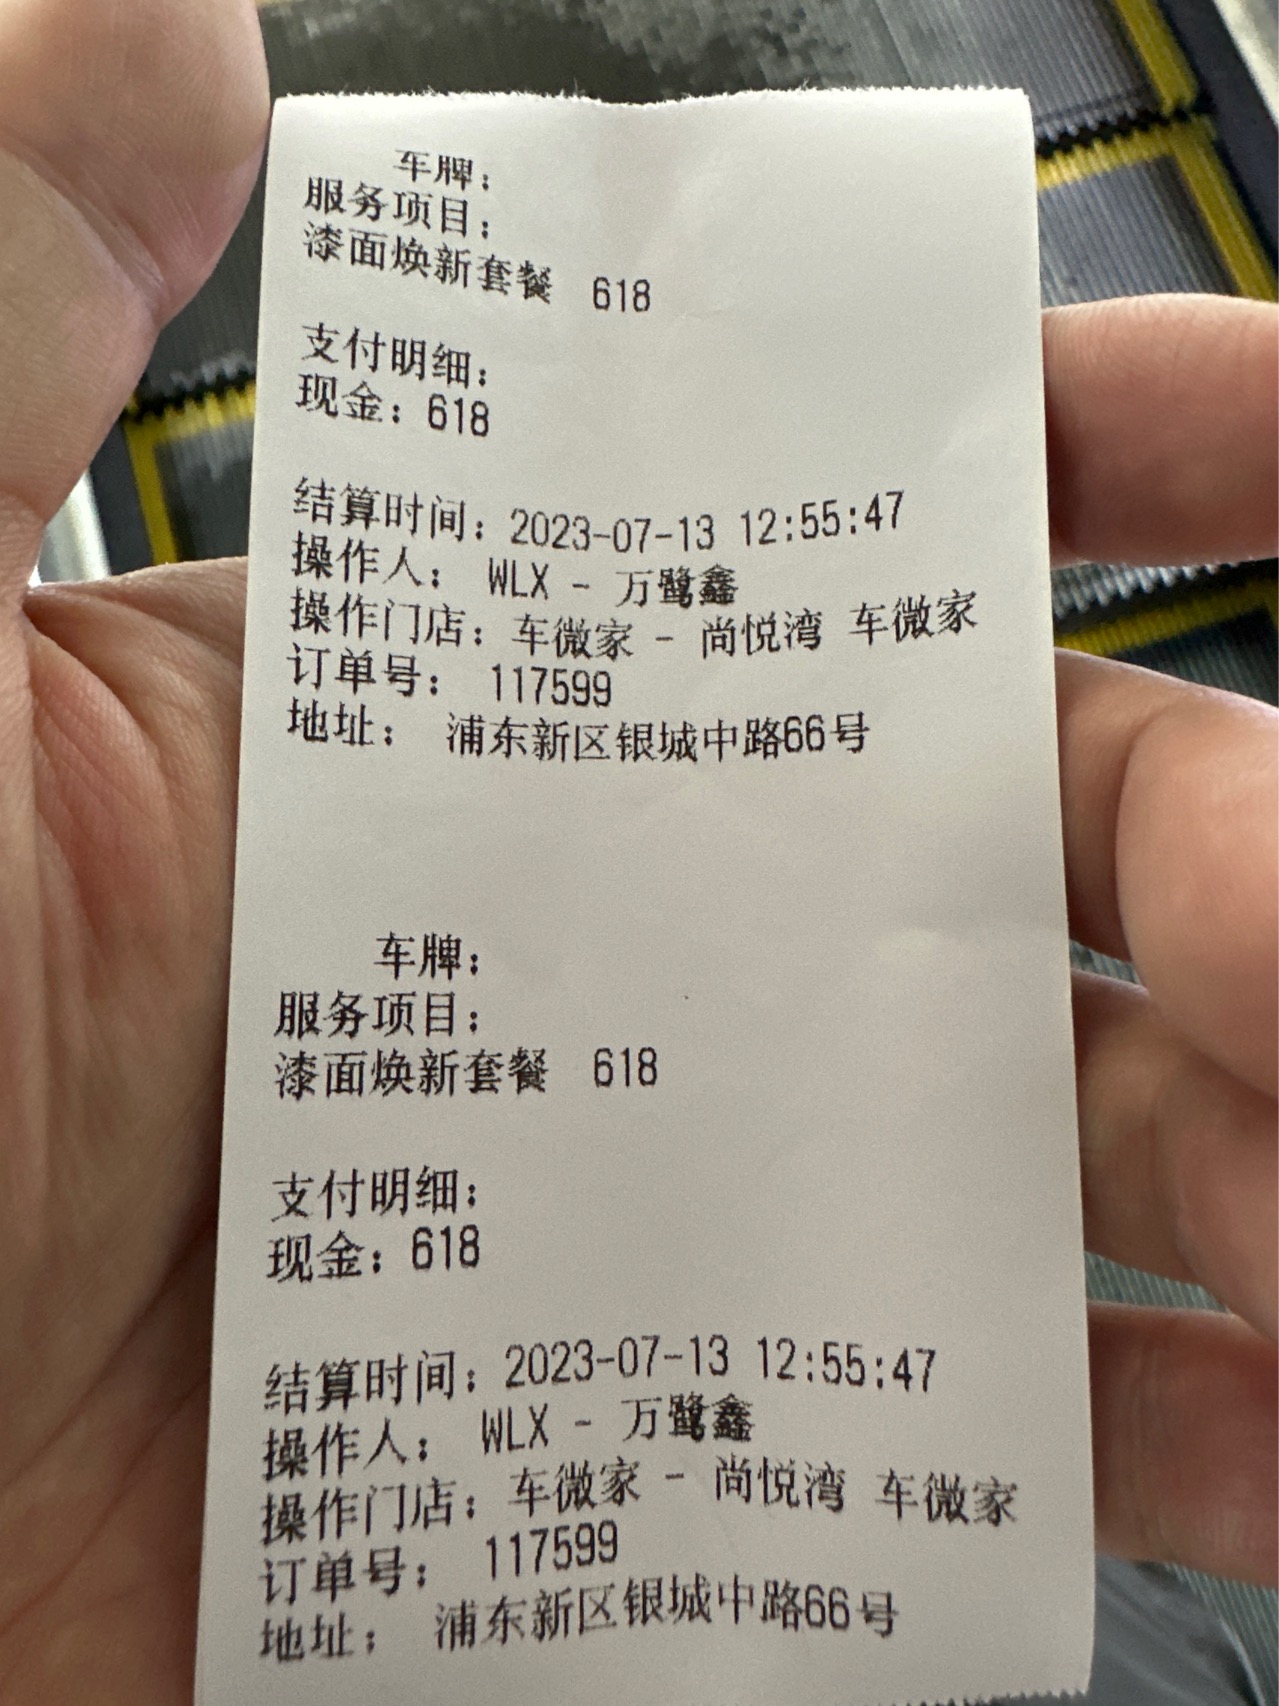 车牌：
服务项目：
漆面焕新套餐 618
支付明细：
现金：618
结算时间：2023-07-13 12:55:47
操作人： WLX - 万鹭鑫
操作门店：车微家 - 尚悦湾 车微家
订单号： 117599
地址： 浦东新区银城中路66号
车牌：
服务项目：
漆面焕新套餐 618
支付明细：
现金：618
结算时间：2023-07-13 12:55:47
操作人： WLX - 万鹭鑫
操作门店：车微家 - 尚悦湾 车微家
订单号： 117599
地址： 浦东新区银城中路66号